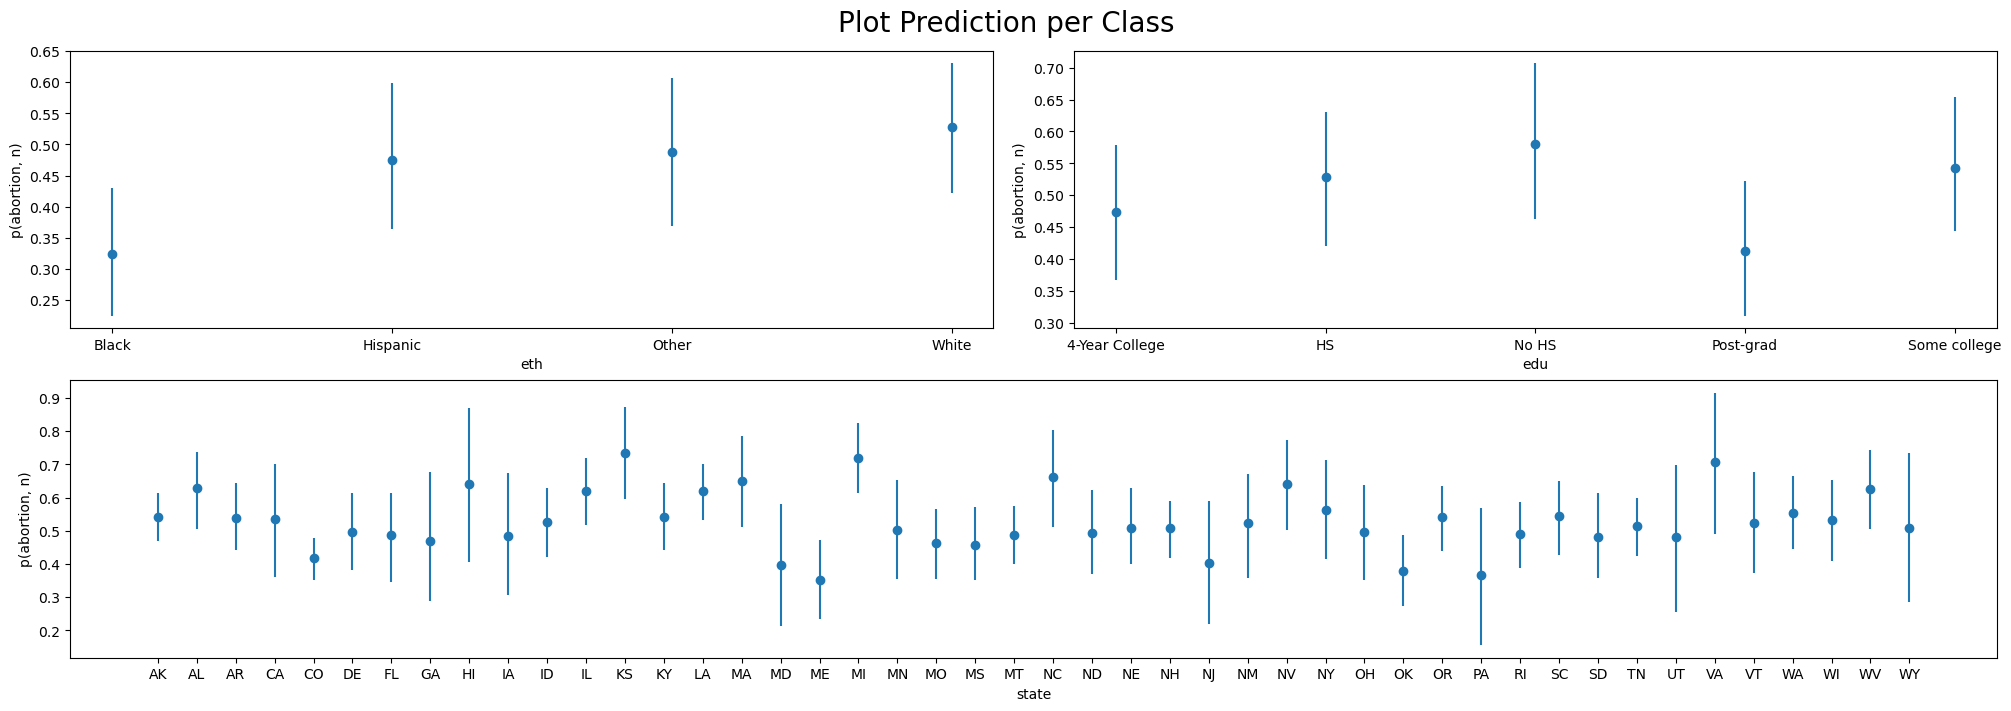 Plot Prediction per Class
p(abortion, n)
0.65
0.60
0.55
0.50
0.45
0.40
0.35
0.30
0.25
Black Hispanic Other White
eth
p(abortion, n)
0.70
0.65
0.60
0.55
0.50
0.45
0.40
0.35
0.30
4-Year College HS No HS Post-grad Some college
edu
p(abortion, n)
0.9
0.8
0.7
0.6
0.5
0.4
0.3
0.2
AK AL AR CA CO DE FL GA HI IA ID IL KS KY LA MA MD ME MI MN MO MS MT NC ND NE NH NJ NM NV NY OH OK OR PA RI SC SD TN UT VA VT WA WI WV WY
state